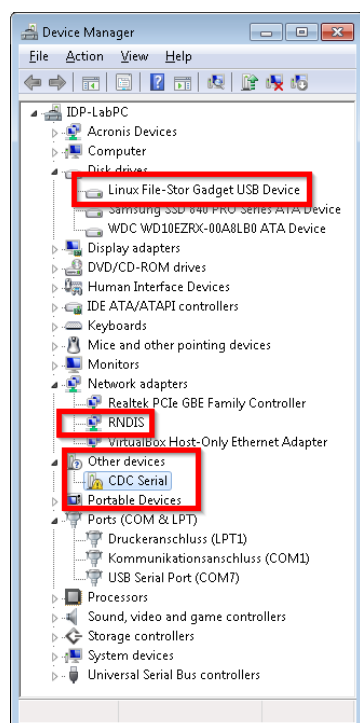 Device Manager
File Action View Help
IDP-LabPC
Acronis Devices
Computer
Disk drives
Linux File-Stor Gadget USB Device
Samsung SSD 840 PRO Series ATA Device
WDC WD10EZRX-00A8LB0 ATA Device
Display adapters
DVD/CD-ROM drives
Human Interface Devices
IDE ATA/ATAPI controllers
Keyboards
Mice and other pointing devices
Monitors
Network adapters
Realtek PCIe GBE Family Controller
RNDIS
VirtualBox Host-Only Ethernet Adapter
Other devices
CDC Serial
Portable Devices
Ports (COM & LPT)
Druckeranschluss (LPT1)
Kommunikationsanschluss (COM1)
USB Serial Port (COM7)
Processors
Sound, video and game controllers
Storage controllers
System devices
Universal Serial Bus controllers